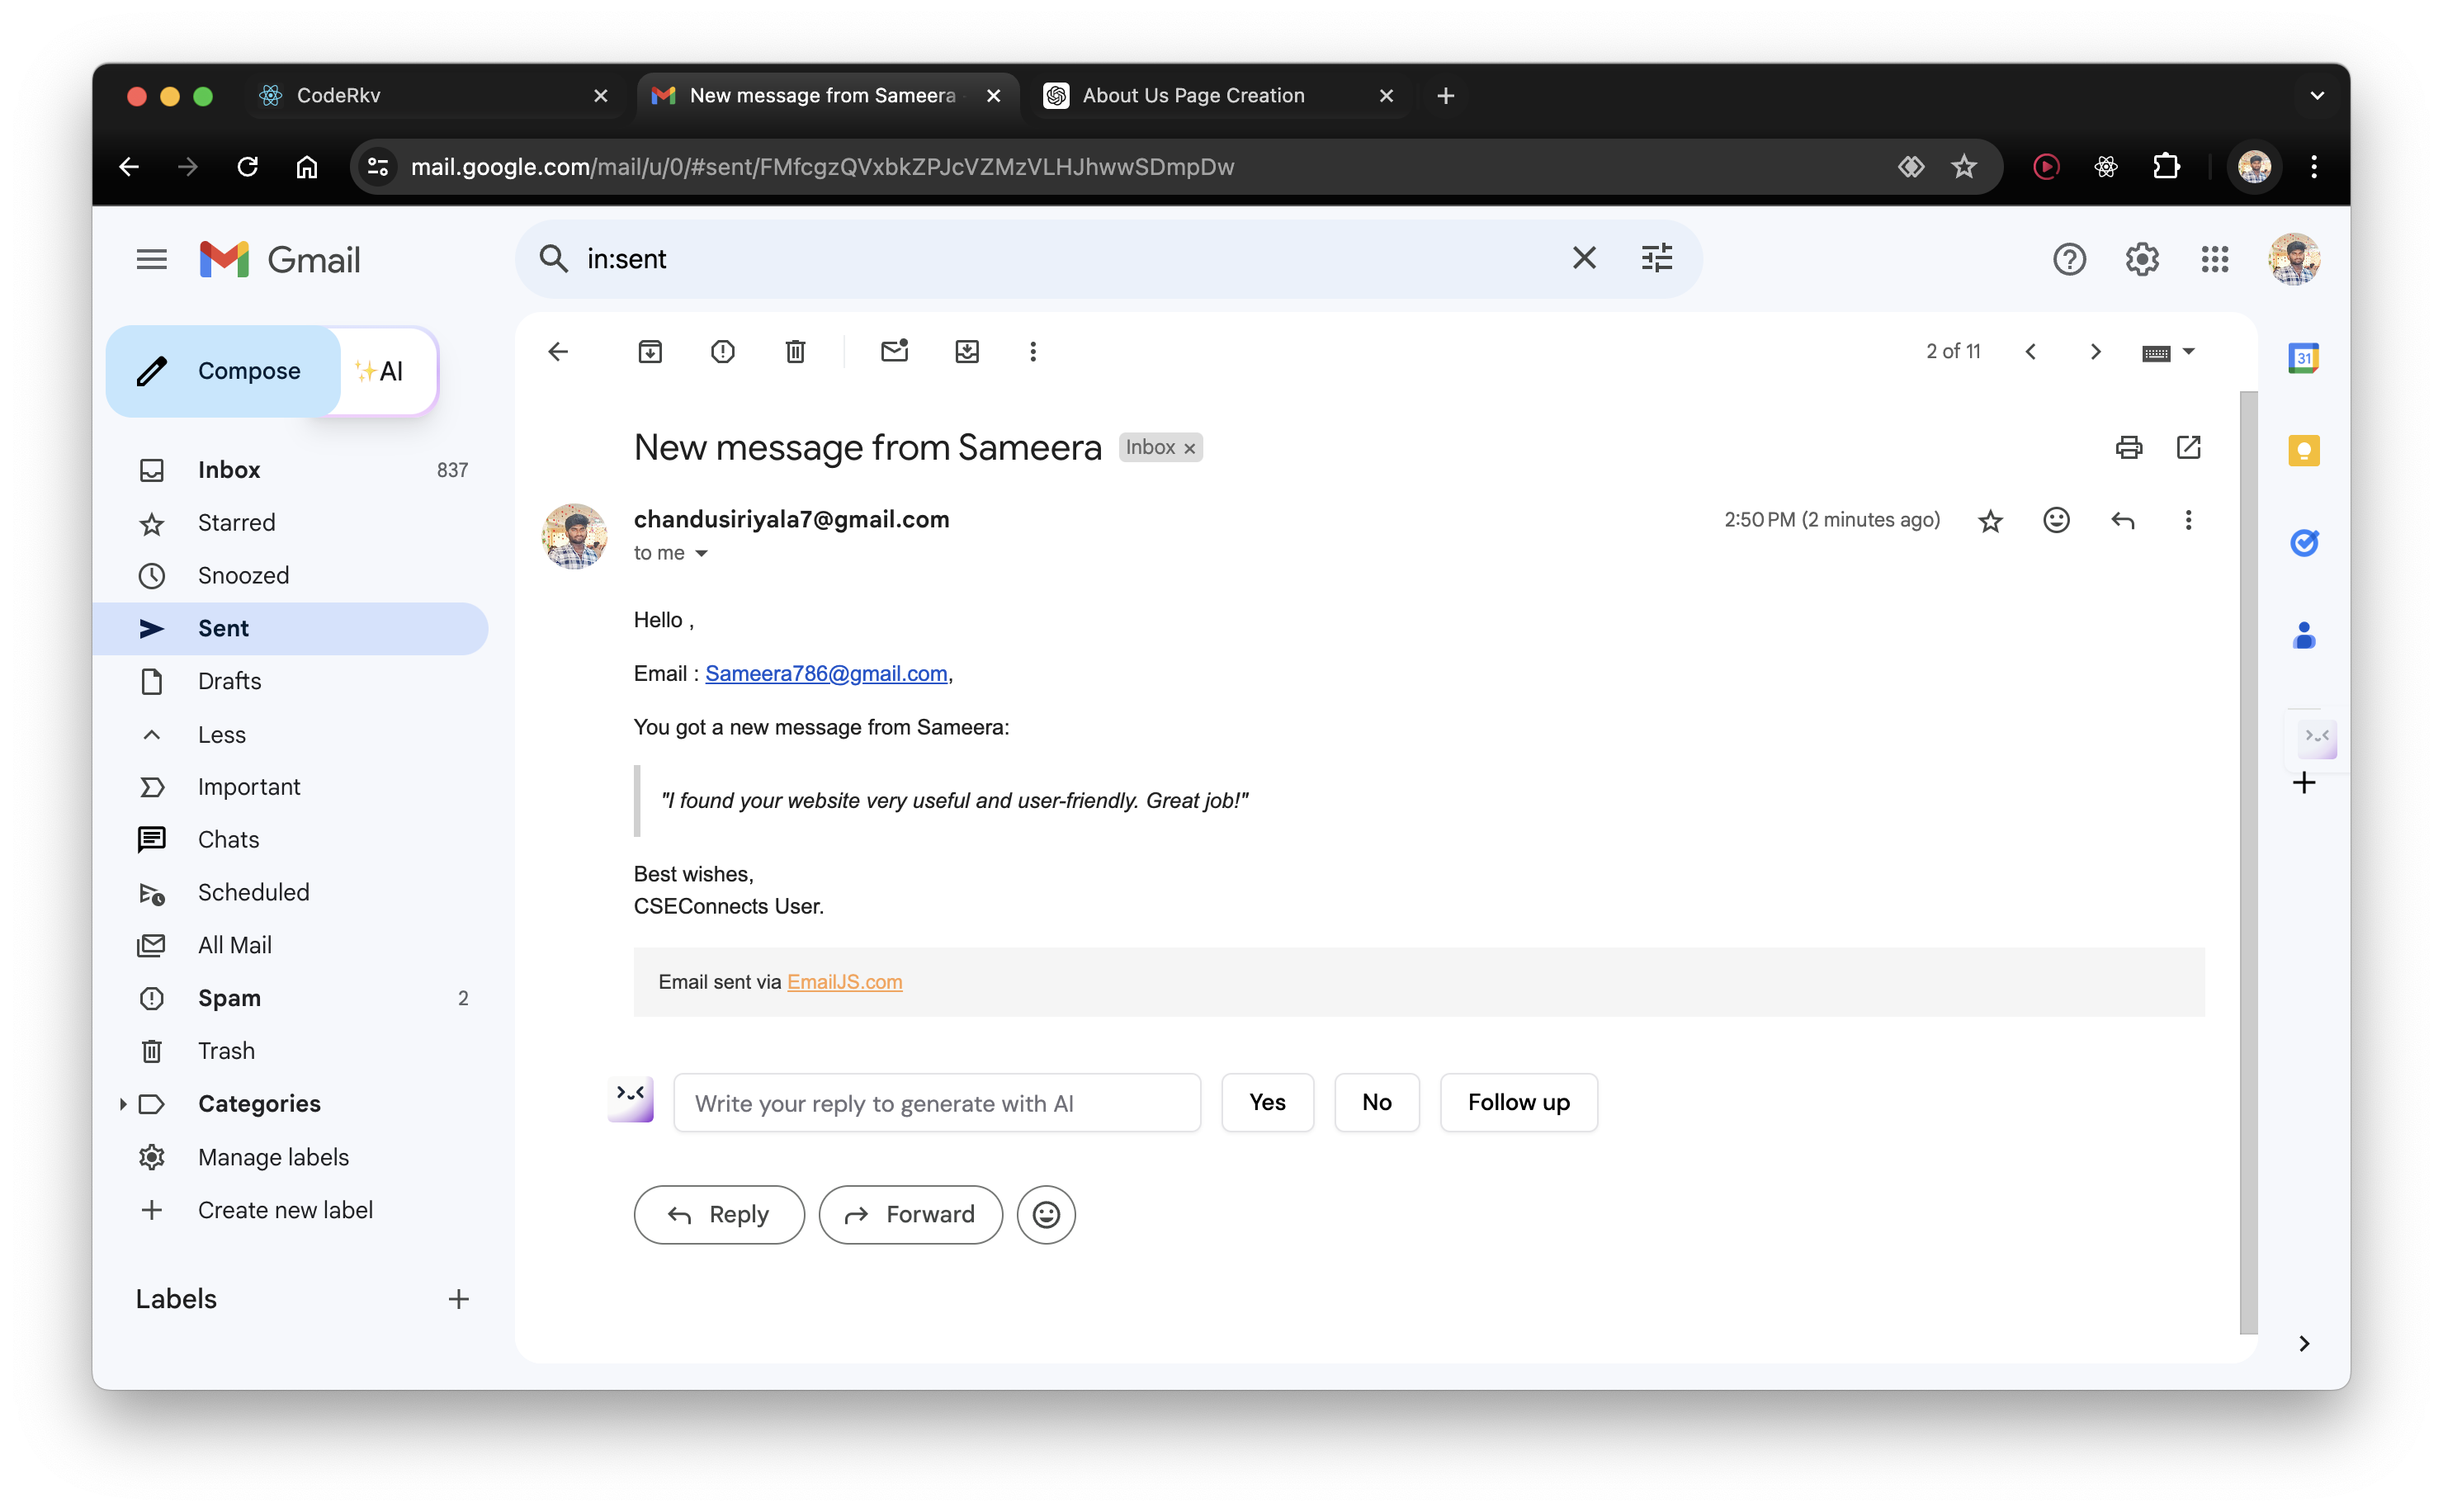 CodeRkv
New message from Sameera
About Us Page Creation
mail.google.com/mail/u/0/#sent/FMfcgzQVxbkZPJcVZMzVLHJhwwSDmpDw
Gmail
in:sent
Compose
✨AI
2 of 11
31
New message from Sameera
Inbox ×
Inbox 837
Starred
Snoozed
Sent
Drafts
Less
Important
Chats
Scheduled
All Mail
Spam 2
Trash
Categories
Manage labels
Create new label
Labels
chandusiriyala7@gmail.com
2:50 PM (2 minutes ago)
to me
Hello ,
Email : Sameera786@gmail.com,
You got a new message from Sameera:
"I found your website very useful and user-friendly. Great job!"
Best wishes,
CSEConnects User.
Email sent via EmailJS.com
Write your reply to generate with AI
Yes
No
Follow up
Reply
Forward